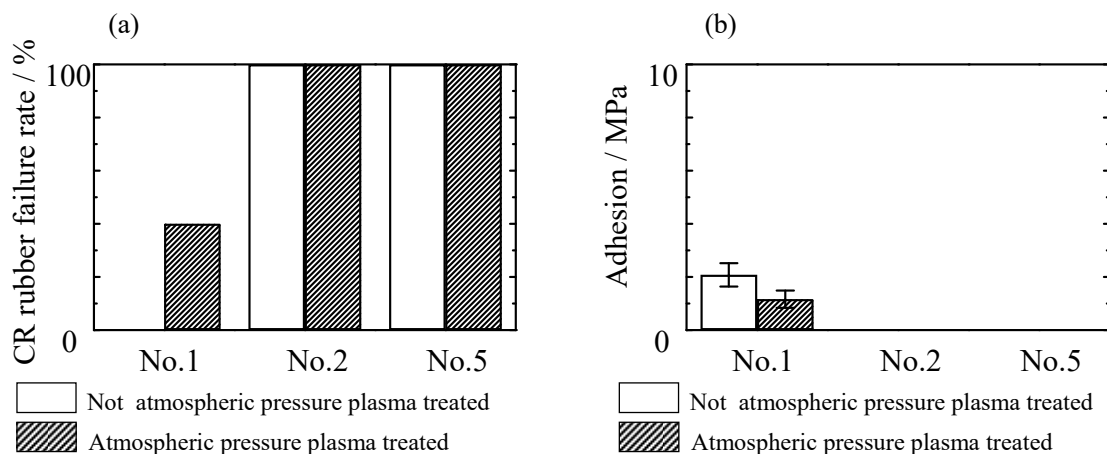 (a)
CR rubber failure rate / %
100
0
No.1 No.2 No.5
Not atmospheric pressure plasma treated
Atmospheric pressure plasma treated
(b)
Adhesion / MPa
10
0
No.1 No.2 No.5
Not atmospheric pressure plasma treated
Atmospheric pressure plasma treated